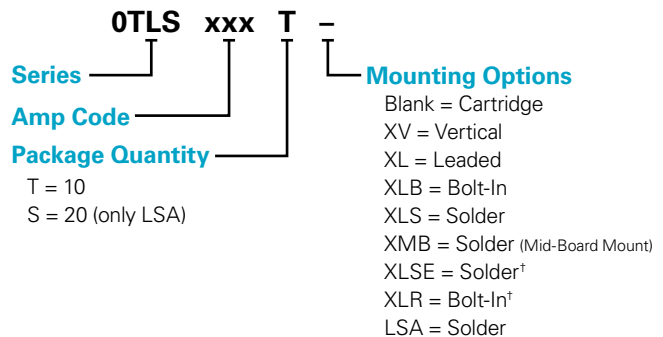 0TLS xxx T –
Series
Amp Code
Package Quantity
T = 10
S = 20 (only LSA)
Mounting Options
Blank = Cartridge
XV = Vertical
XL = Leaded
XLB = Bolt-In
XLS = Solder
XMB = Solder (Mid-Board Mount)
XLSE = Solder†
XLR = Bolt-In†
LSA = Solder